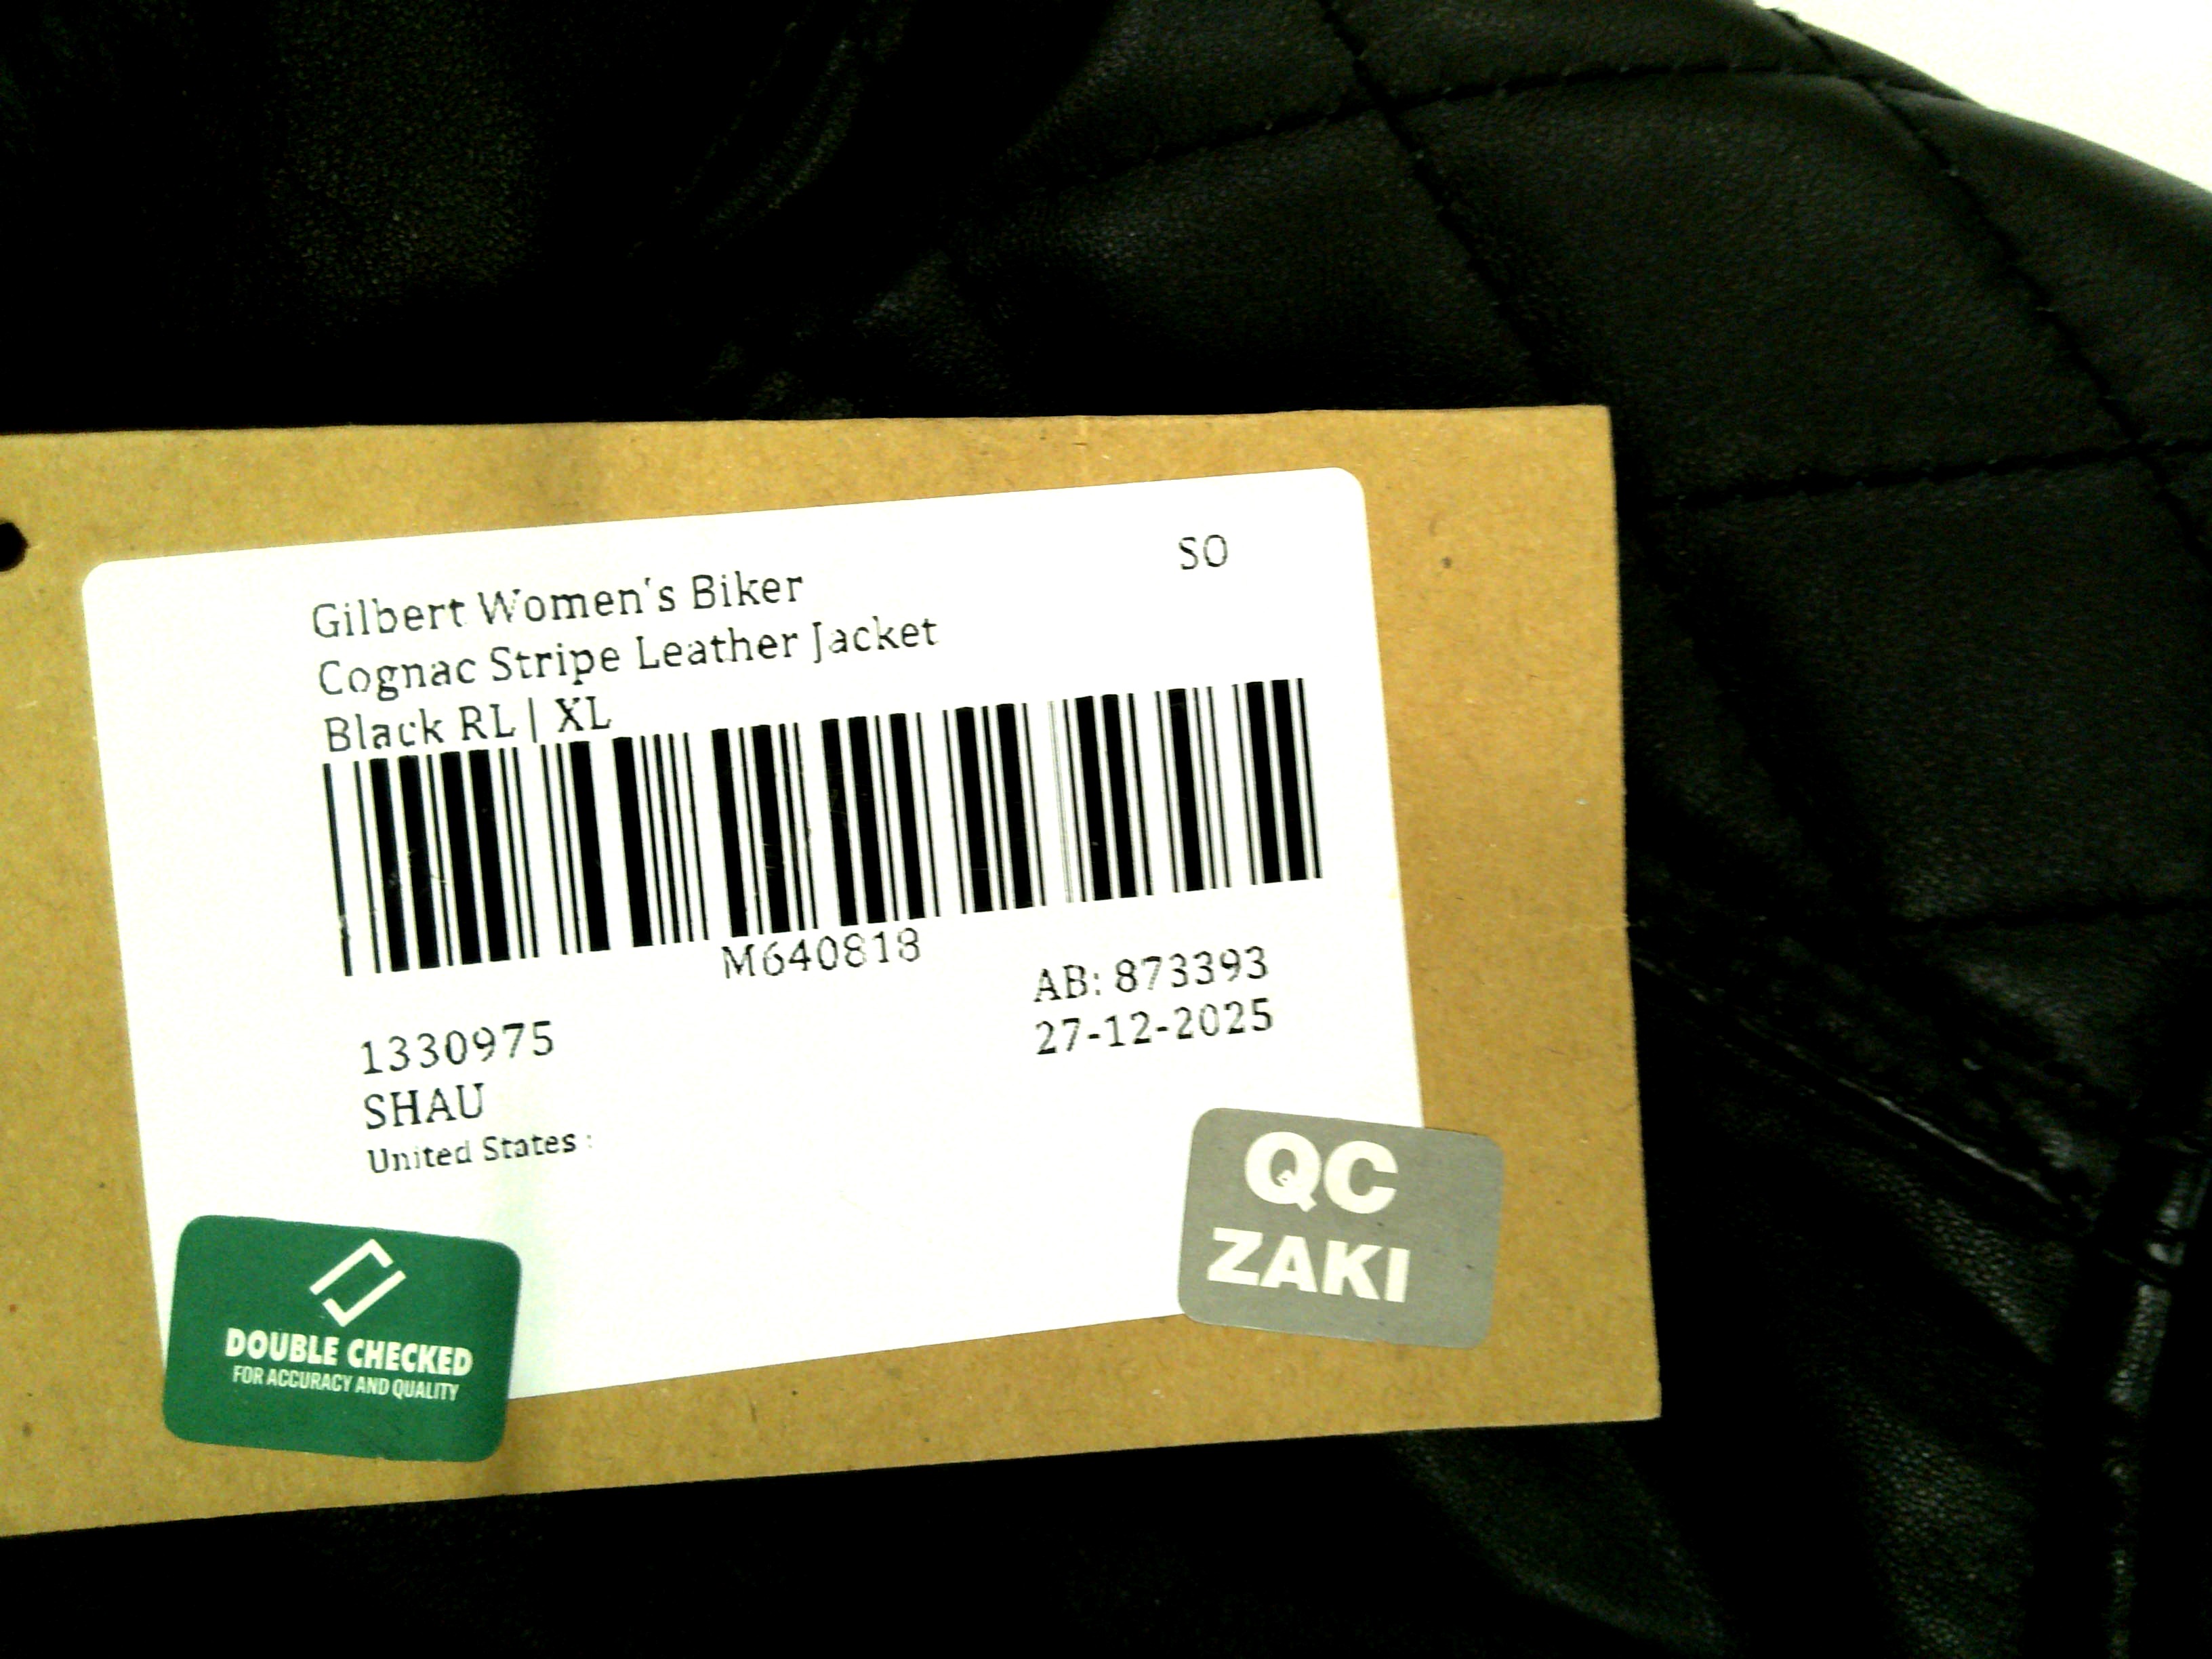 Gilbert Women's Biker
SO
Cognac Stripe Leather Jacket
Black RL | XL
M640818
AB: 873393
27-12-2025
1330975
SHAU
United States :
QC
ZAKI
DOUBLE CHECKED
FOR ACCURACY AND QUALITY